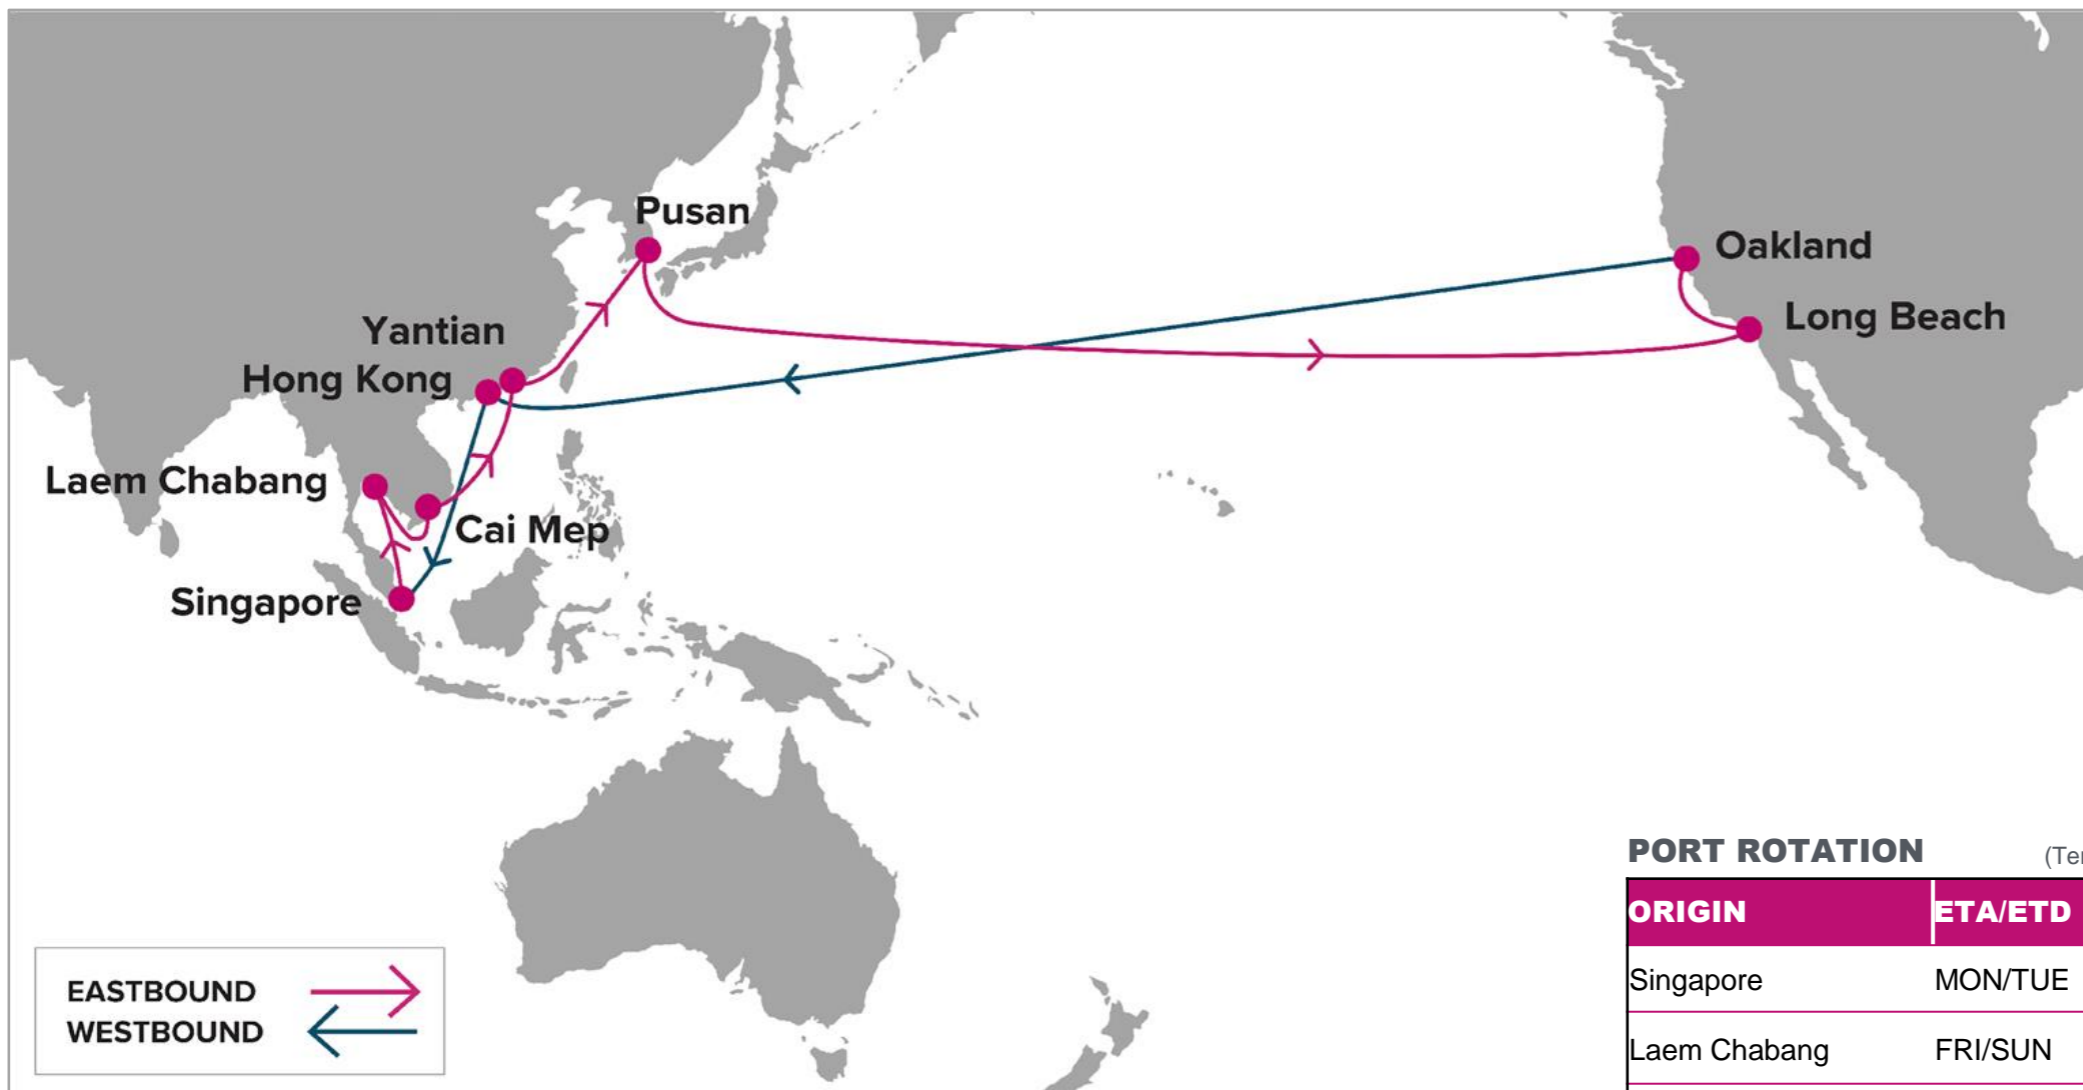 Pusan
Oakland
Long Beach
Yantian
Hong Kong
Laem Chabang
Cai Mep
Singapore
PORT ROTATION
ORIGIN ETA/ETD
Singapore MON/TUE
Laem Chabang FRI/SUN
EASTBOUND
WESTBOUND